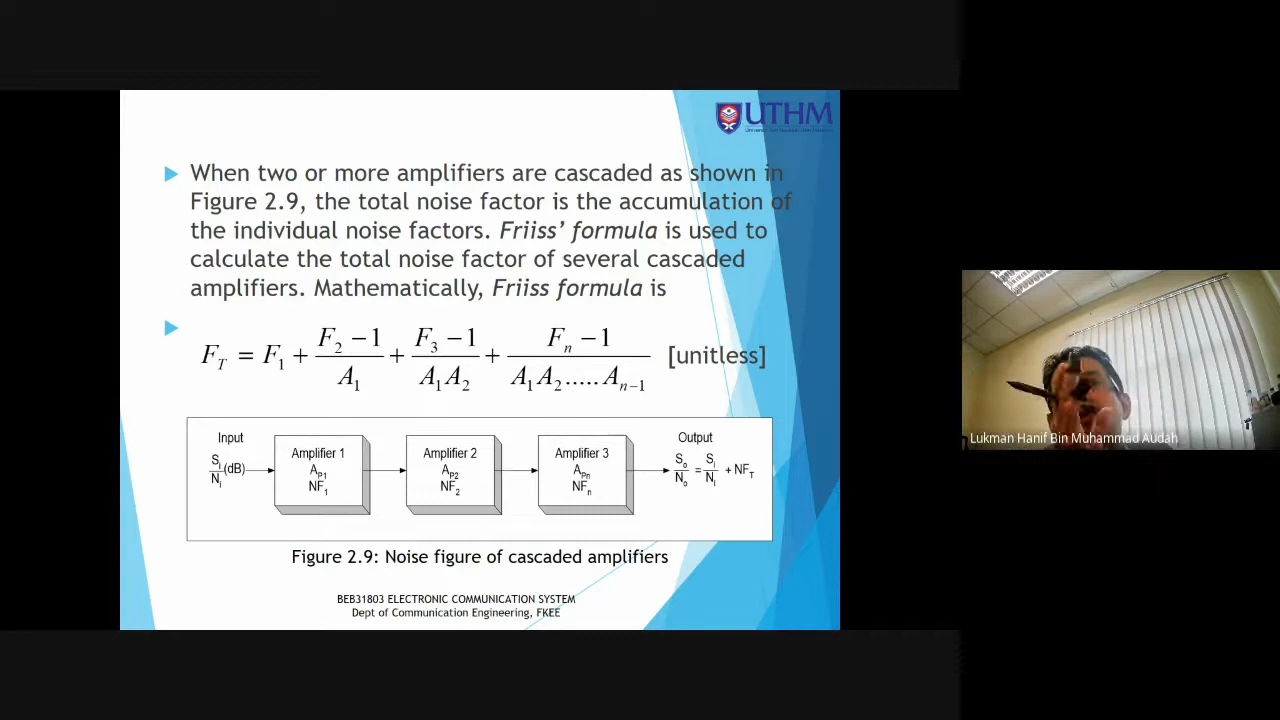 UTHM
When two or more amplifiers are cascaded as shown in
Figure 2.9, the total noise factor is the accumulation of
the individual noise factors. Friiss’ formula is used to
calculate the total noise factor of several cascaded
amplifiers. Mathematically, Friiss formula is
F_T = F_1 + (F_2 − 1)/A_1 + (F_3 − 1)/(A_1 A_2) + (F_n − 1)/(A_1 A_2 ..... A_{n−1}) [unitless]
Input
S_i/N_i (dB)
Amplifier 1
A_P1
NF_1
Amplifier 2
A_P2
NF_2
Amplifier 3
A_Pn
NF_n
Output
S_o/N_o = S_i/N_i + NF_T
Figure 2.9: Noise figure of cascaded amplifiers
BEB31803 ELECTRONIC COMMUNICATION SYSTEM
Dept of Communication Engineering, FKEE
Lukman Hanif Bin Muhammad Audah